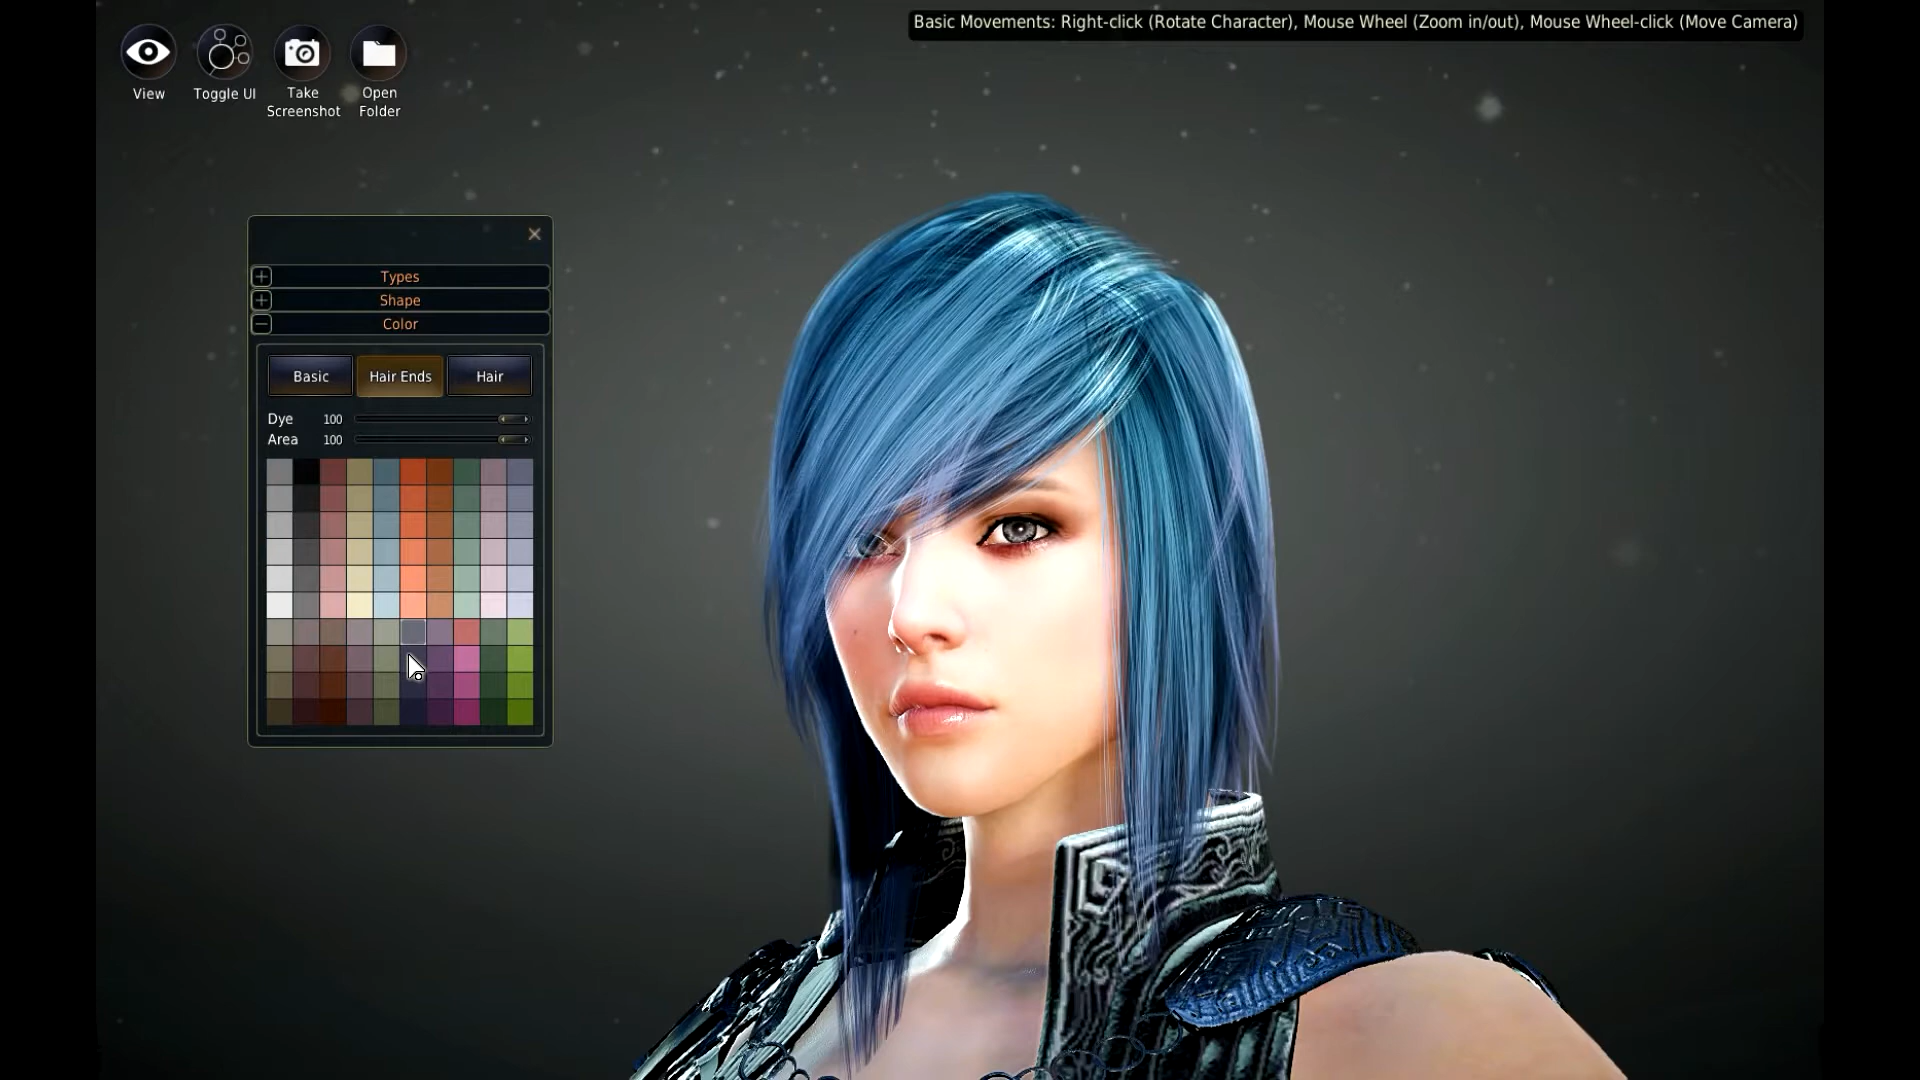 Basic Movements: Right-click (Rotate Character), Mouse Wheel (Zoom in/out), Mouse Wheel-click (Move Camera)
View
Toggle UI
Take
Screenshot
Open
Folder
Types
Shape
Color
Basic
Hair Ends
Hair
Dye 100
Area 100